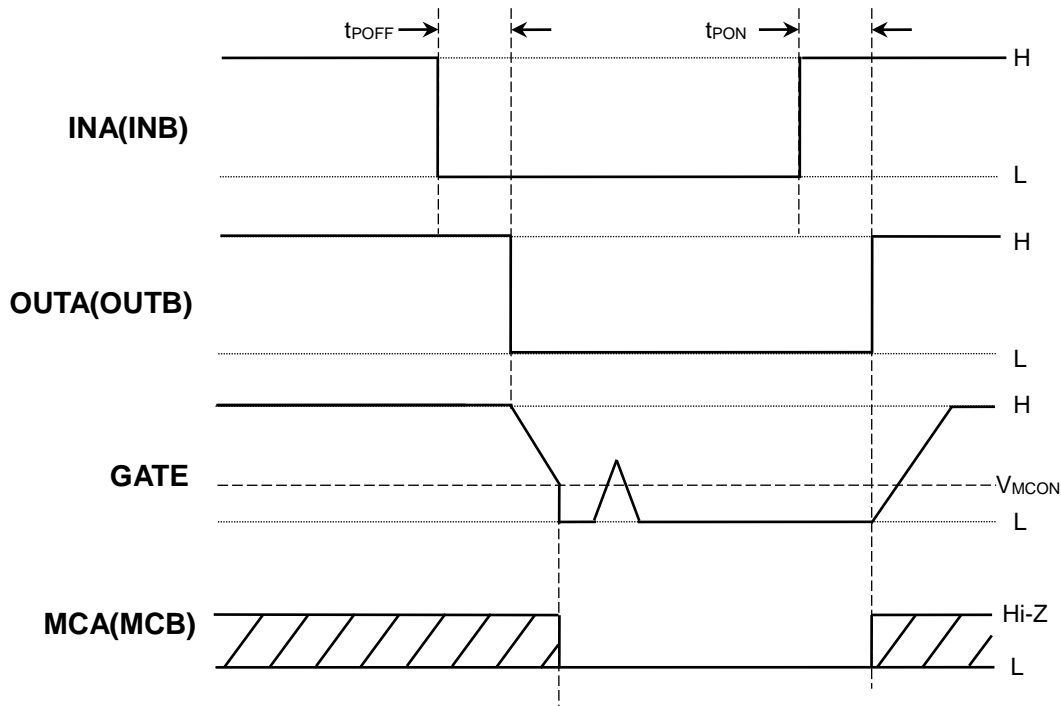 tPOFF
tPON
H
INA(INB)
L
H
OUTA(OUTB)
L
H
GATE
VMCON
L
MCA(MCB)
Hi-Z
L